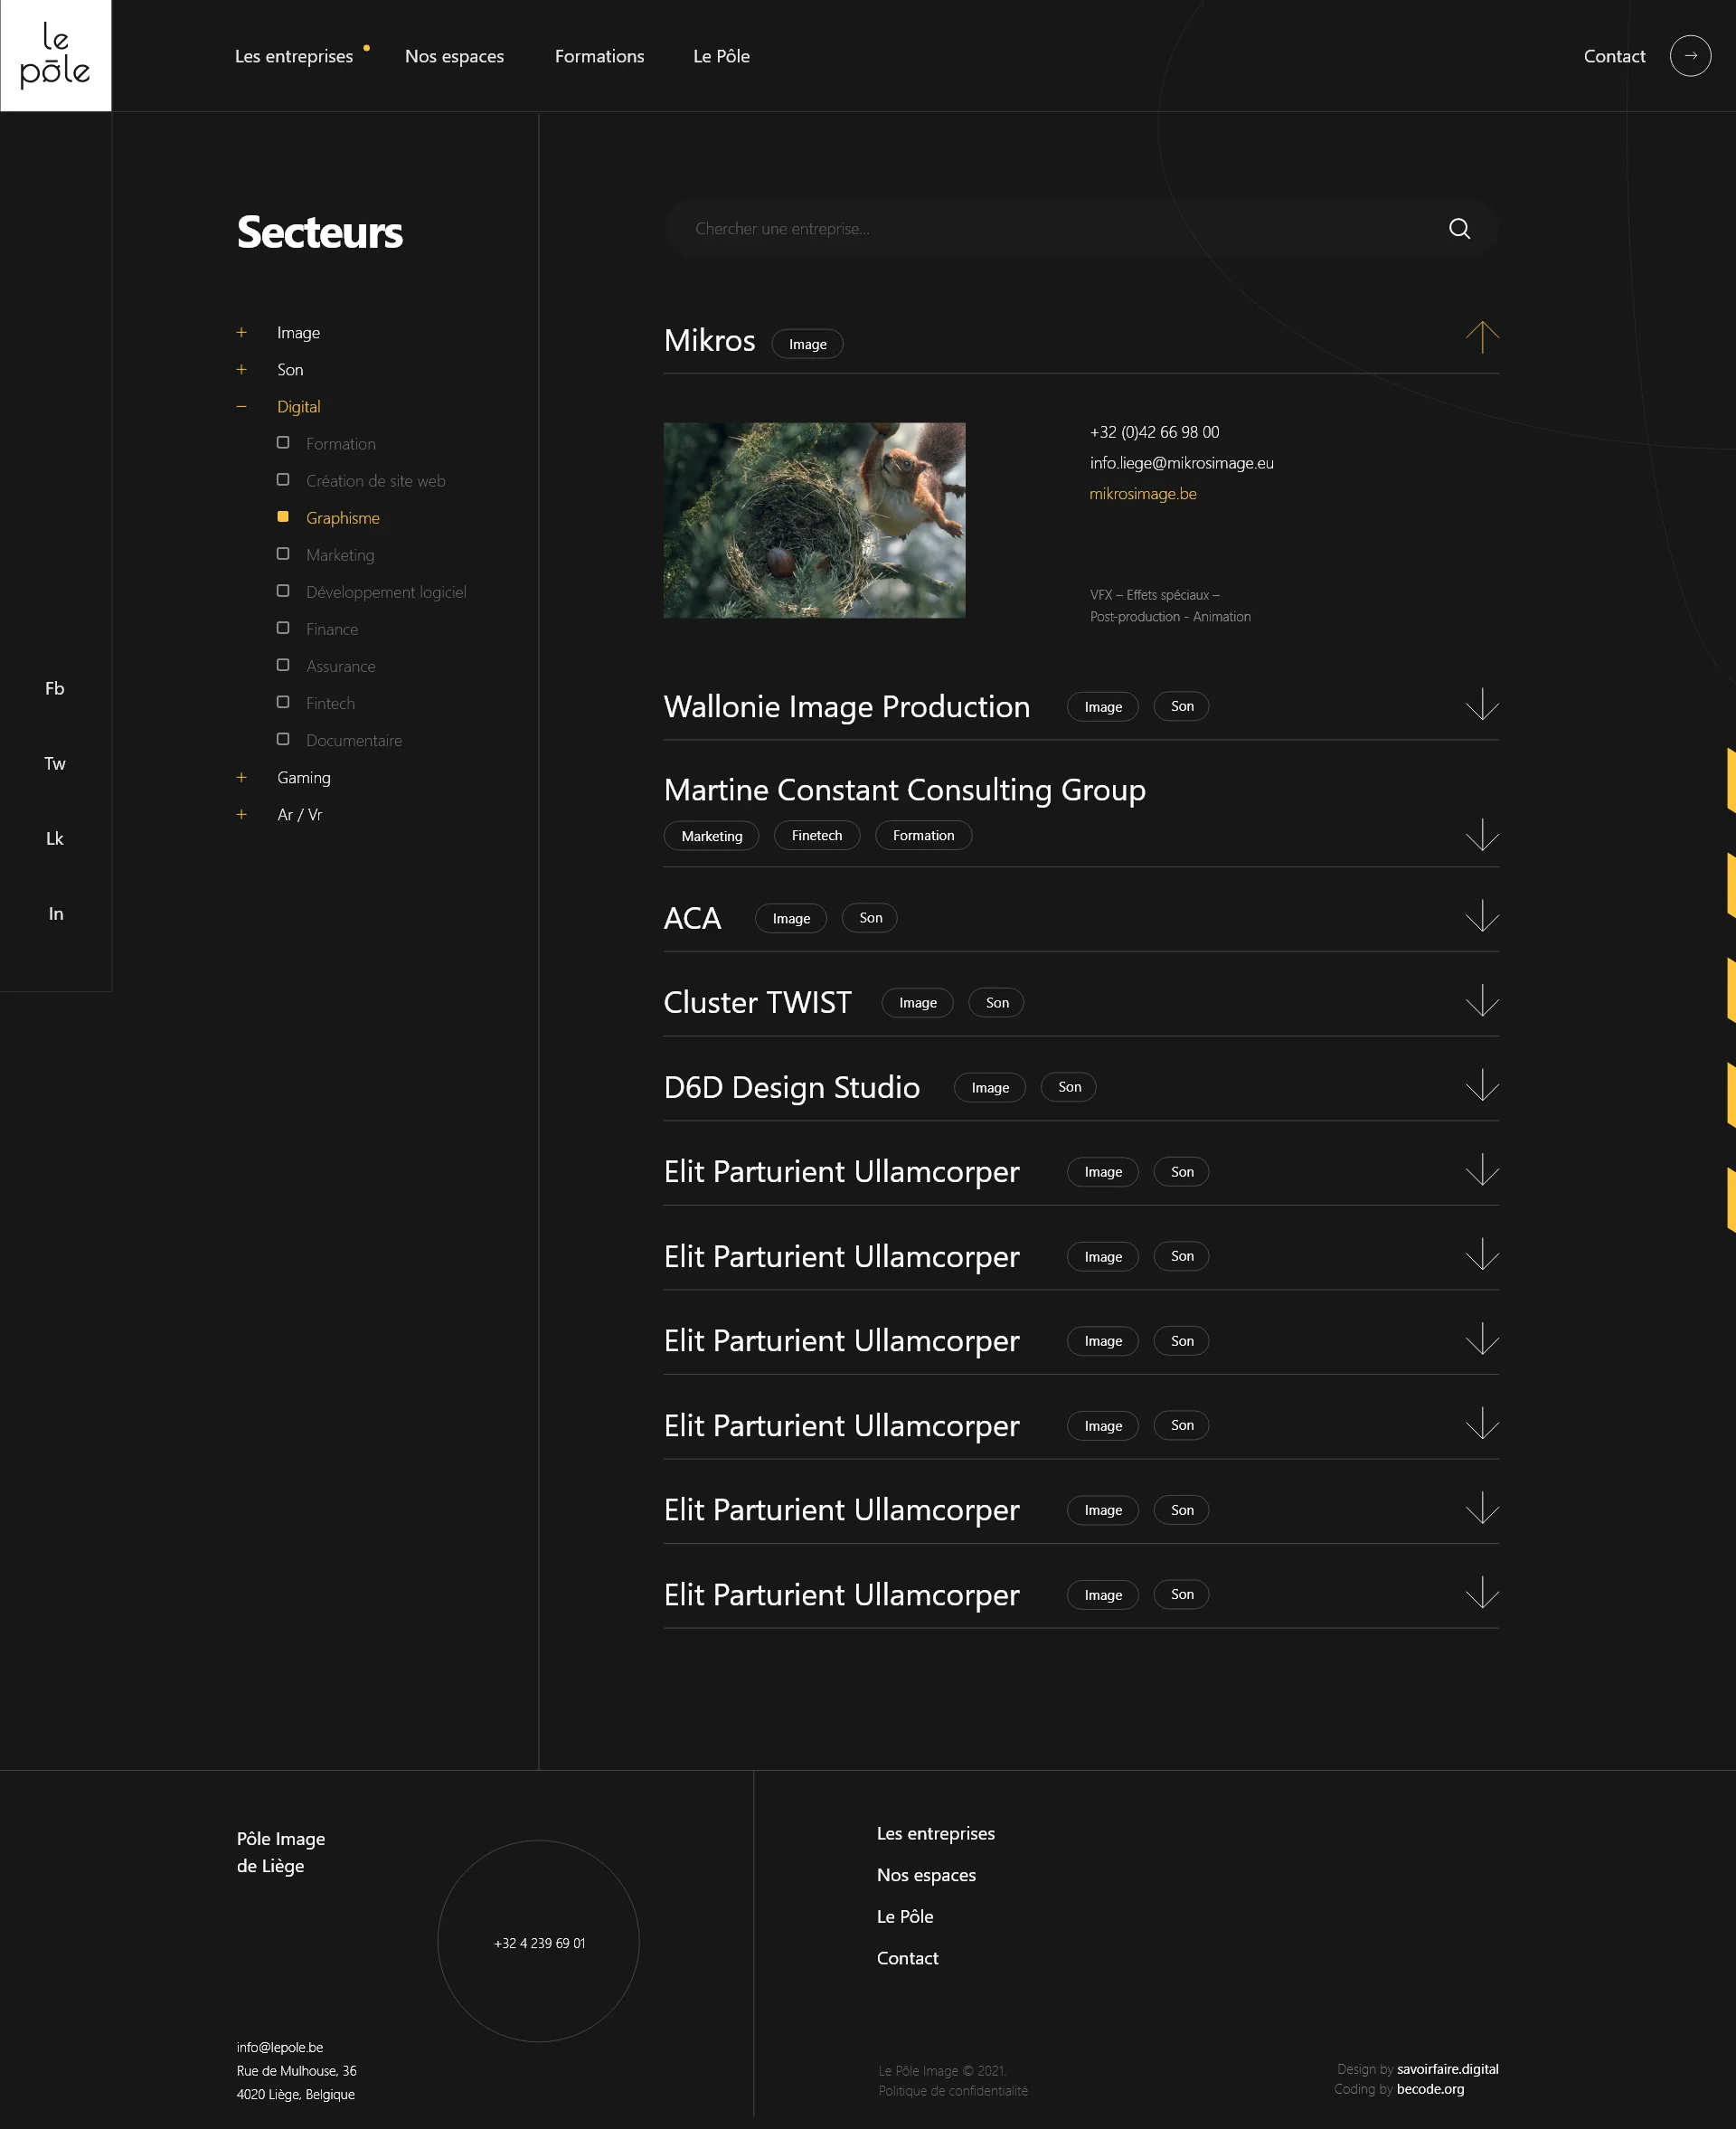 le
pōle
Les entreprises
Nos espaces
Formations
Le Pôle
Contact
Fb
Tw
Lk
In
Secteurs
+ Image
+ Son
– Digital
Formation
Création de site web
Graphisme
Marketing
Développement logiciel
Finance
Assurance
Fintech
Documentaire
+ Gaming
+ Ar / Vr
Chercher une entreprise...
Mikros Image
+32 (0)42 66 98 00
info.liege@mikrosimage.eu
mikrosimage.be
VFX – Effets spéciaux –
Post-production - Animation
Wallonie Image Production Image Son
Martine Constant Consulting Group
Marketing Finetech Formation
ACA Image Son
Cluster TWIST Image Son
D6D Design Studio Image Son
Elit Parturient Ullamcorper Image Son
Elit Parturient Ullamcorper Image Son
Elit Parturient Ullamcorper Image Son
Elit Parturient Ullamcorper Image Son
Elit Parturient Ullamcorper Image Son
Elit Parturient Ullamcorper Image Son
Pôle Image
de Liège
+32 4 239 69 01
info@lepole.be
Rue de Mulhouse, 36
4020 Liège, Belgique
Les entreprises
Nos espaces
Le Pôle
Contact
Le Pôle Image © 2021.
Politique de confidentialité
Design by savoirfaire.digital
Coding by becode.org